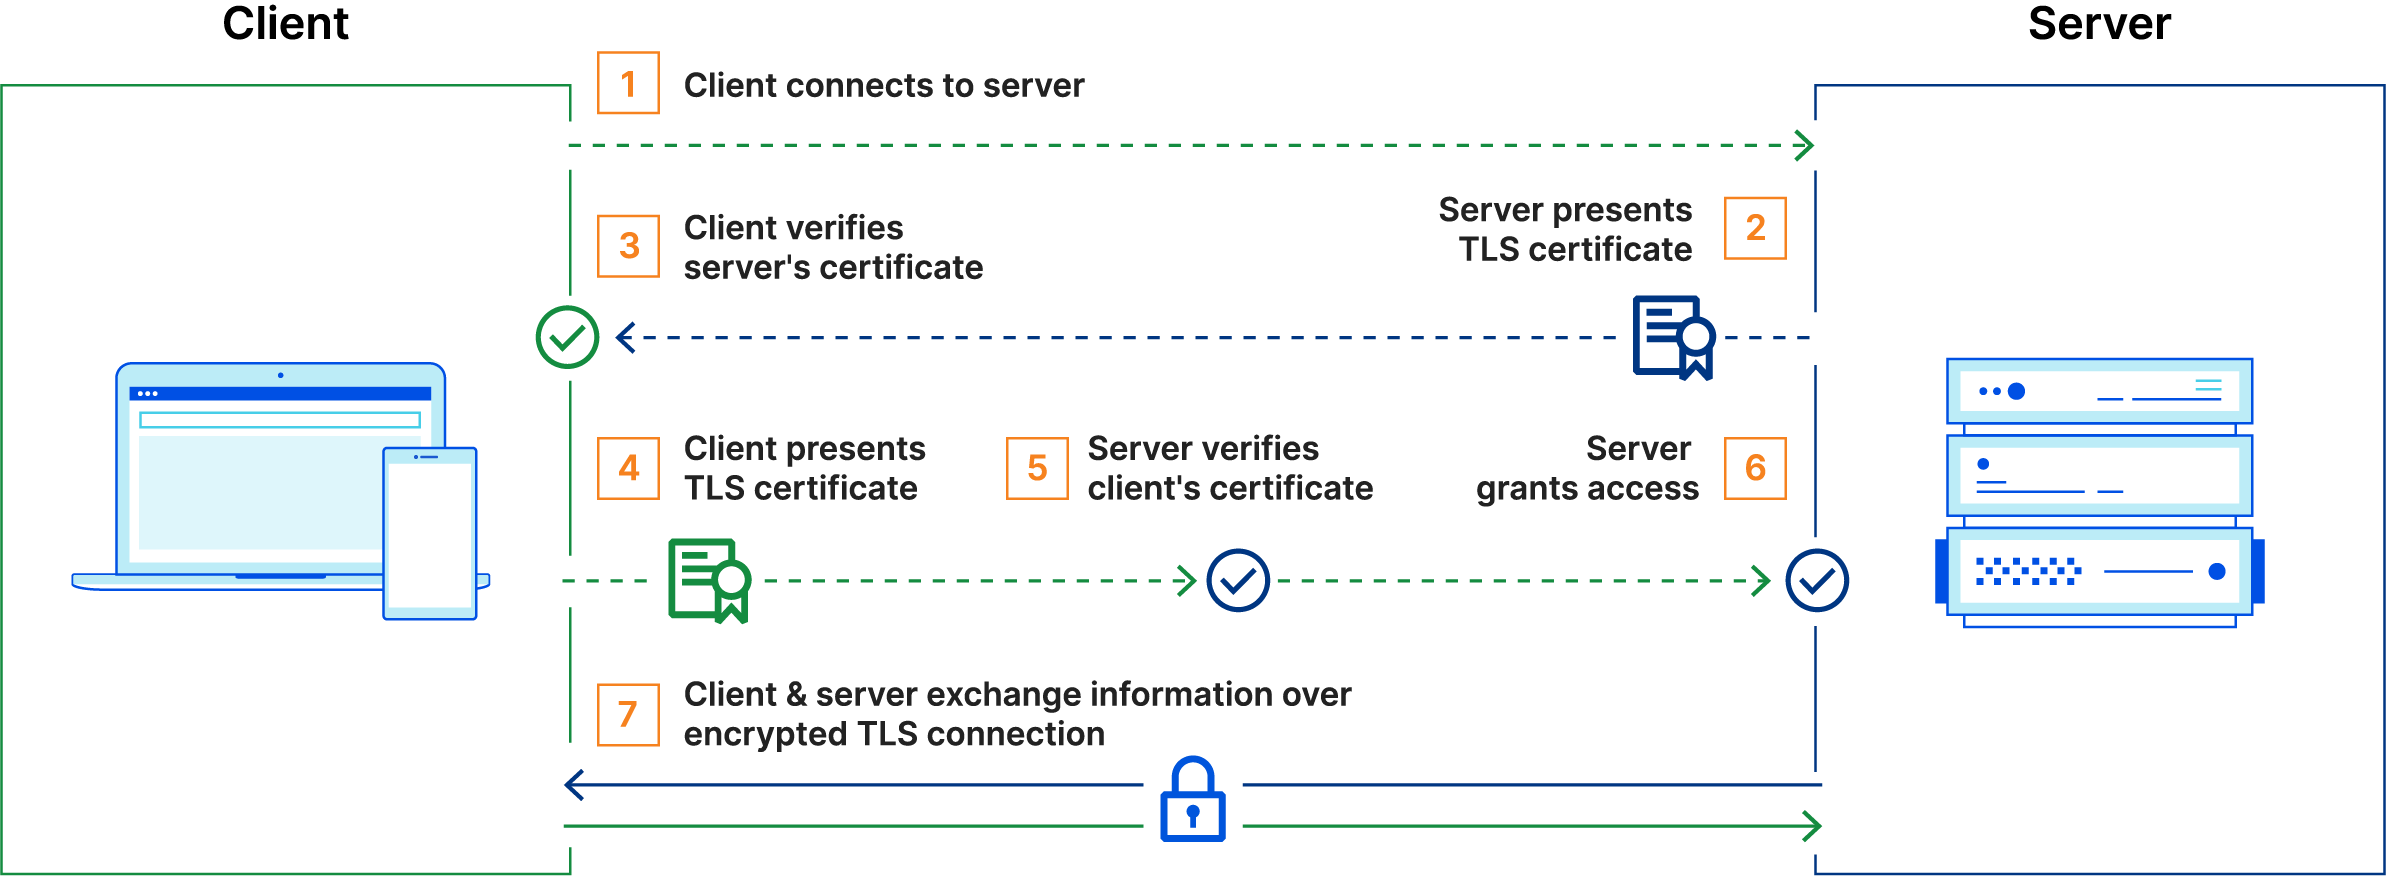 Client
Server
1
Client connects to server
Server presents
TLS certificate
2
3
Client verifies
server's certificate
4
Client presents
TLS certificate
5
Server verifies
client's certificate
Server
grants access
6
7
Client & server exchange information over
encrypted TLS connection